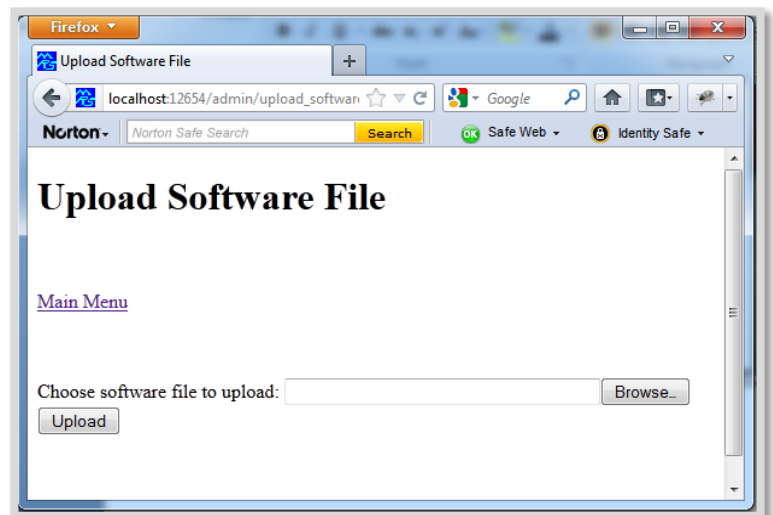 Firefox
Upload Software File
localhost:12654/admin/upload_softwar
Google
Norton
Norton Safe Search
Search
OK
Safe Web
Identity Safe
Upload Software File
Main Menu
Choose software file to upload:
Browse...
Upload